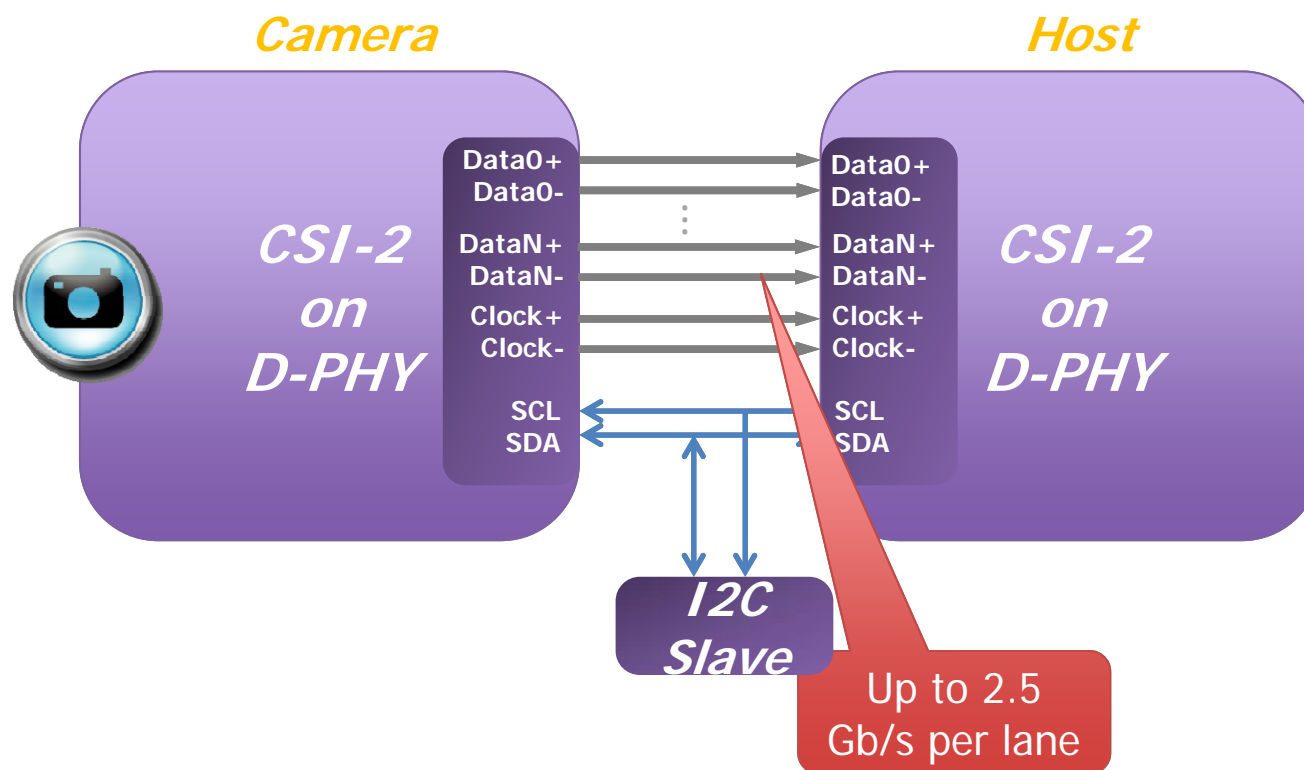 Camera
Host
CSI-2
on
D-PHY
Data0+
Data0-
DataN+
DataN-
Clock+
Clock-
SCL
SDA
Data0+
Data0-
DataN+
DataN-
Clock+
Clock-
SCL
SDA
CSI-2
on
D-PHY
I2C
Slave
Up to 2.5
Gb/s per lane